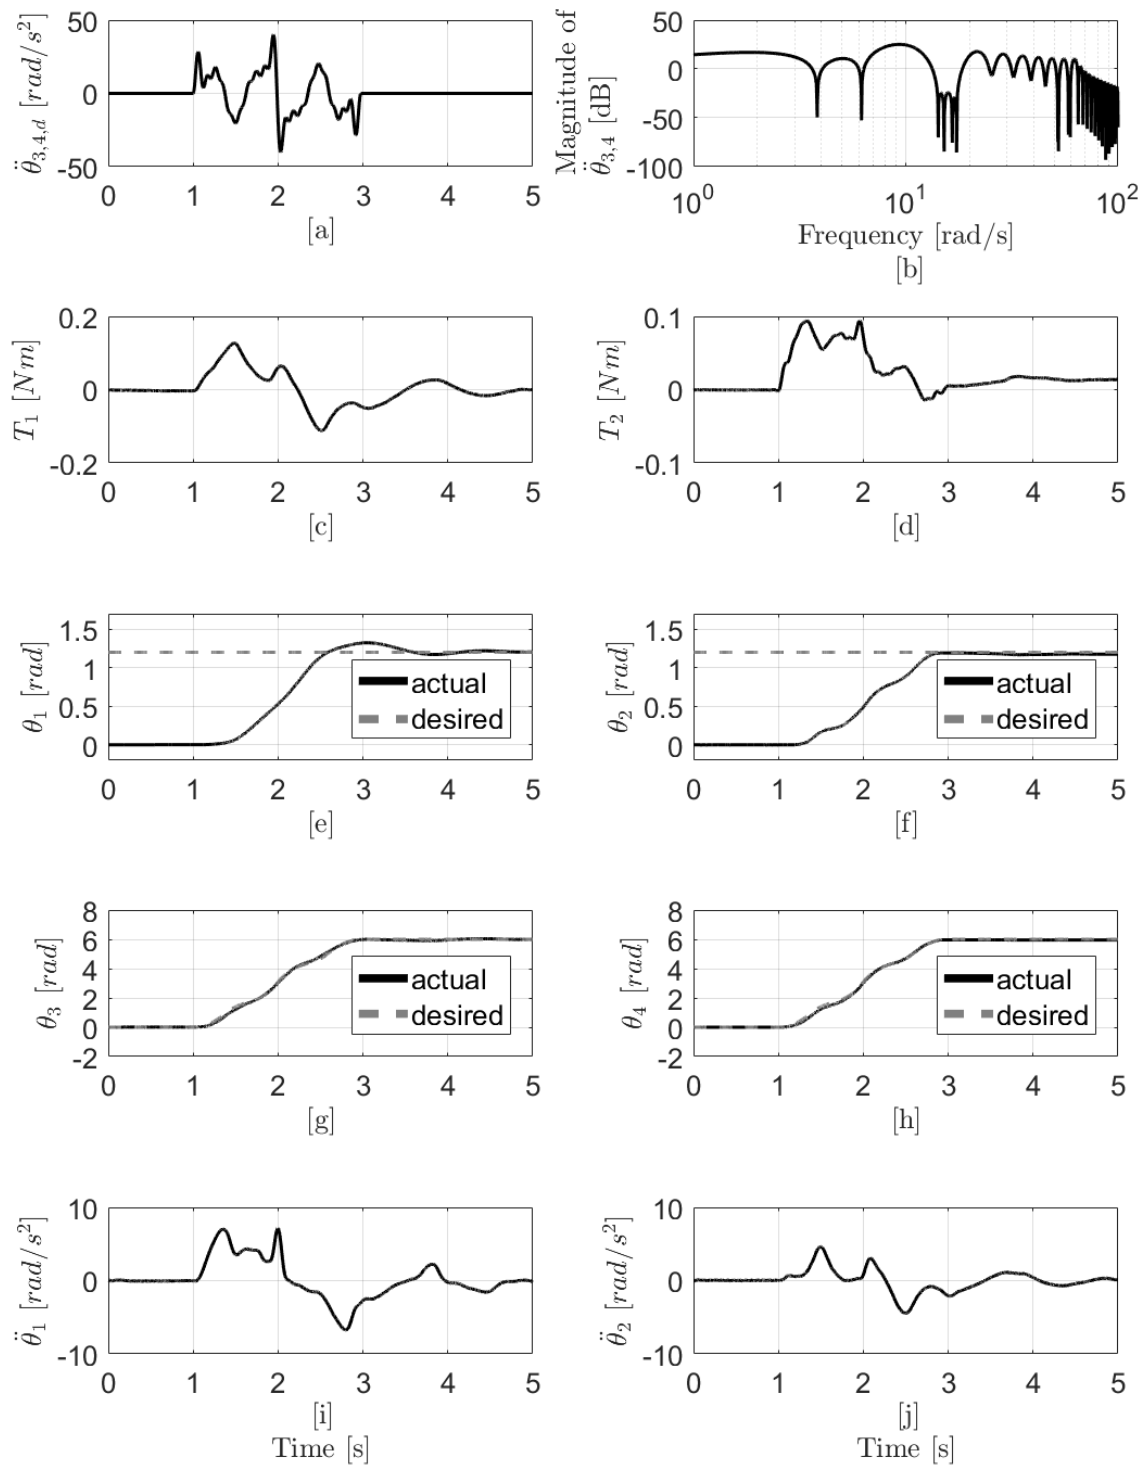 50
0
-50
θ̈3,4,d [rad/s²]
0 1 2 3 4 5
[a]
Magnitude of
θ̈3,4 [dB]
50
0
-50
-100
10⁰ 10¹ 10²
Frequency [rad/s]
[b]
T1 [Nm]
0.2
0
-0.2
0 1 2 3 4 5
[c]
T2 [Nm]
0.1
0
-0.1
0 1 2 3 4 5
[d]
θ1 [rad]
1.5
1
0.5
0
actual
desired
0 1 2 3 4 5
[e]
θ2 [rad]
1.5
1
0.5
0
actual
desired
0 1 2 3 4 5
[f]
θ3 [rad]
8
6
4
2
0
-2
actual
desired
0 1 2 3 4 5
[g]
θ4 [rad]
8
6
4
2
0
-2
actual
desired
0 1 2 3 4 5
[h]
θ̈1 [rad/s²]
10
0
-10
0 1 2 3 4 5
[i]
Time [s]
θ̈2 [rad/s²]
10
0
-10
0 1 2 3 4 5
[j]
Time [s]